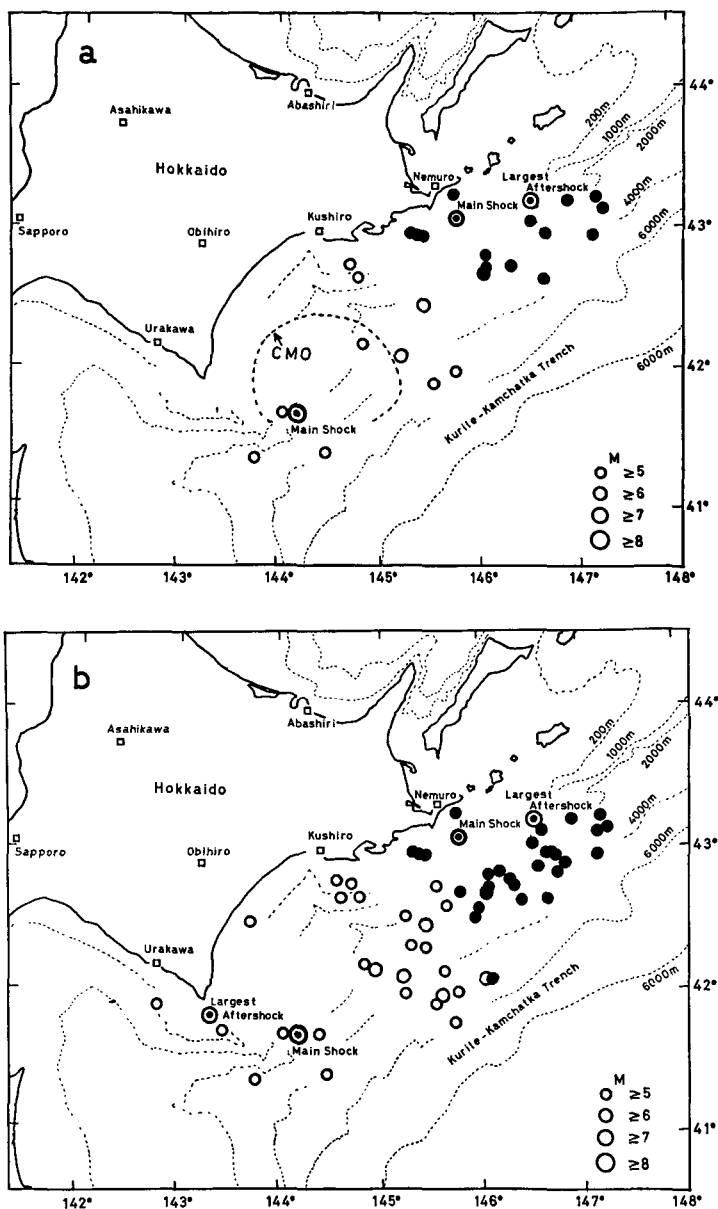 a
44°
Abashiri
200m
1000m
2000m
Asahikawa
Hokkaido
Nemuro
Largest
Aftershock
4000m
Main Shock
6000m
Kushiro
43°
Sapporo
Obihiro
Urakawa
CMO
42°
6000m
Kurile-Kamchatka Trench
Main Shock
M
≥5
≥6
≥7
≥8
41°
142°
143°
144°
145°
146°
147°
148°
b
44°
Abashiri
200m
1000m
2000m
Asahikawa
Hokkaido
Nemuro
Largest
Aftershock
4000m
Main Shock
6000m
Kushiro
43°
Sapporo
Obihiro
Urakawa
42°
6000m
Largest
Aftershock
Kurile-Kamchatka Trench
Main Shock
M
≥5
≥6
≥7
≥8
41°
142°
143°
144°
145°
146°
147°
148°